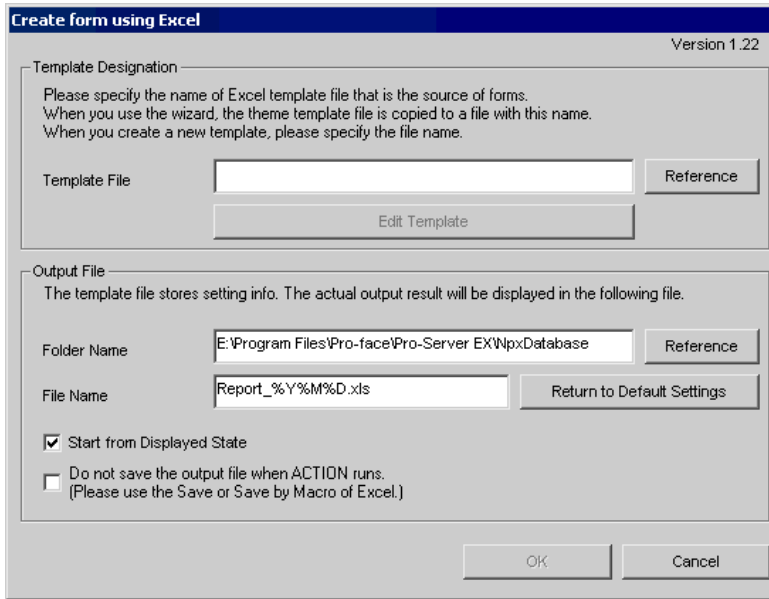 Create form using Excel
Version 1.22
Template Designation
Please specify the name of Excel template file that is the source of forms.
When you use the wizard, the theme template file is copied to a file with this name.
When you create a new template, please specify the file name.
Template File
Reference
Edit Template
Output File
The template file stores setting info. The actual output result will be displayed in the following file.
Folder Name
E:\Program Files\Pro-face\Pro-Server EX\NpxDatabase
Reference
File Name
Report_%Y%M%D.xls
Return to Default Settings
Start from Displayed State
Do not save the output file when ACTION runs.
(Please use the Save or Save by Macro of Excel.)
OK
Cancel